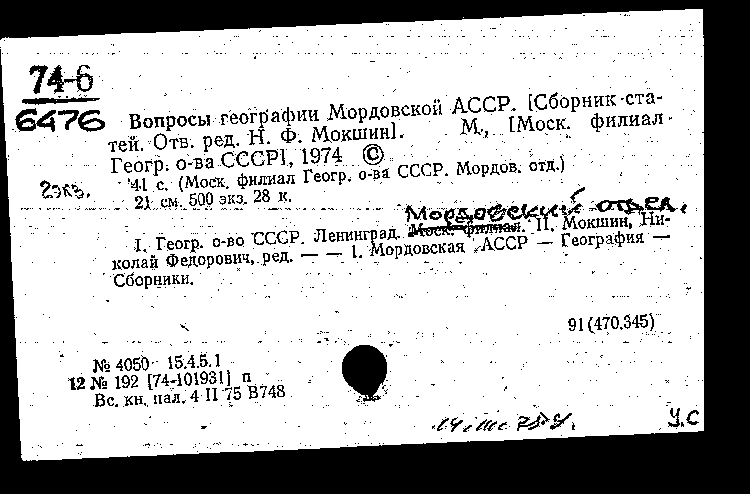 74-6
6476
Вопросы географии Мордовской АССР. [Сборник ста-
тей. Отв. ред. Н. Ф. Мокшин]. М., [Моск. филиал
Геогр. о-ва СССР], 1974 ©
41 с. (Моск. филиал Геогр. о-ва СССР. Мордов. отд.)
2 экз.
21 см. 500 экз. 28 к.
Мордовский отдел.
I. Геогр. о-во СССР. Ленинград. Моск. филиал. II. Мокшин, Ни-
колай Федорович, ред. — — 1. Мордовская АССР — География —
Сборники.
91(470.345)
№ 4050 15.4.5.1
12 № 192 [74-101931] п
Вс. кн. пал. 4 II 75 В748
У.С